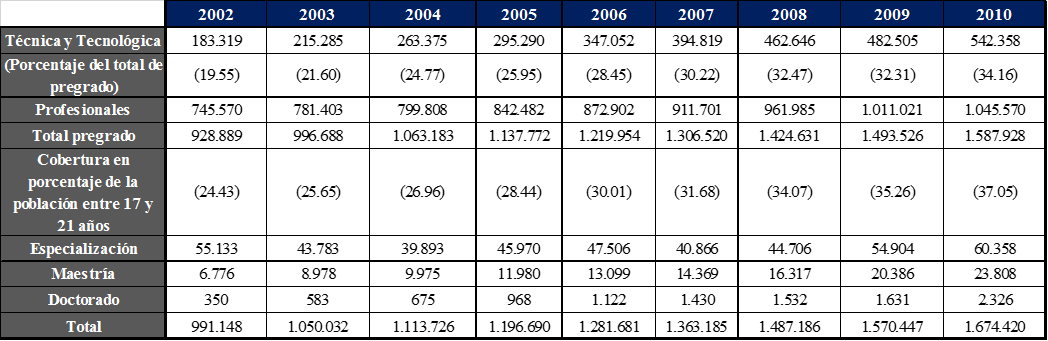 2002 2003 2004 2005 2006 2007 2008 2009 2010
Técnica y Tecnológica 183.319 215.285 263.375 295.290 347.052 394.819 462.646 482.505 542.358
(Porcentaje del total de
pregrado) (19.55) (21.60) (24.77) (25.95) (28.45) (30.22) (32.47) (32.31) (34.16)
Profesionales 745.570 781.403 799.808 842.482 872.902 911.701 961.985 1.011.021 1.045.570
Total pregrado 928.889 996.688 1.063.183 1.137.772 1.219.954 1.306.520 1.424.631 1.493.526 1.587.928
Cobertura en
porcentaje de la
población entre 17 y
21 años (24.43) (25.65) (26.96) (28.44) (30.01) (31.68) (34.07) (35.26) (37.05)
Especialización 55.133 43.783 39.893 45.970 47.506 40.866 44.706 54.904 60.358
Maestría 6.776 8.978 9.975 11.980 13.099 14.369 16.317 20.386 23.808
Doctorado 350 583 675 968 1.122 1.430 1.532 1.631 2.326
Total 991.148 1.050.032 1.113.726 1.196.690 1.281.681 1.363.185 1.487.186 1.570.447 1.674.420